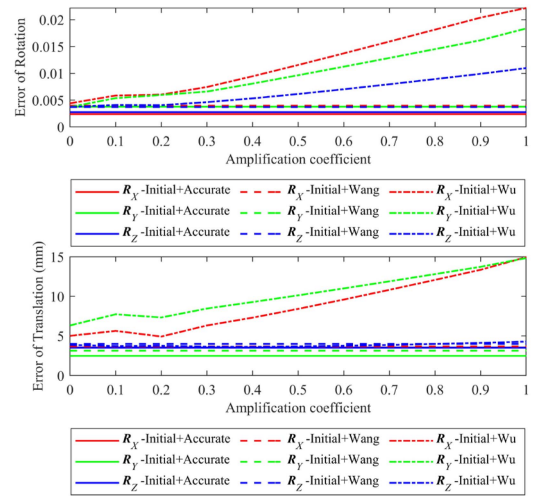 Error of Rotation
0.02
0.015
0.01
0.005
0
0 0.1 0.2 0.3 0.4 0.5 0.6 0.7 0.8 0.9 1
Amplification coefficient
R_X-Initial+Accurate R_X-Initial+Wang R_X-Initial+Wu
R_Y-Initial+Accurate R_Y-Initial+Wang R_Y-Initial+Wu
R_Z-Initial+Accurate R_Z-Initial+Wang R_Z-Initial+Wu
Error of Translation (mm)
15
10
5
0
0 0.1 0.2 0.3 0.4 0.5 0.6 0.7 0.8 0.9 1
Amplification coefficient
R_X-Initial+Accurate R_X-Initial+Wang R_X-Initial+Wu
R_Y-Initial+Accurate R_Y-Initial+Wang R_Y-Initial+Wu
R_Z-Initial+Accurate R_Z-Initial+Wang R_Z-Initial+Wu